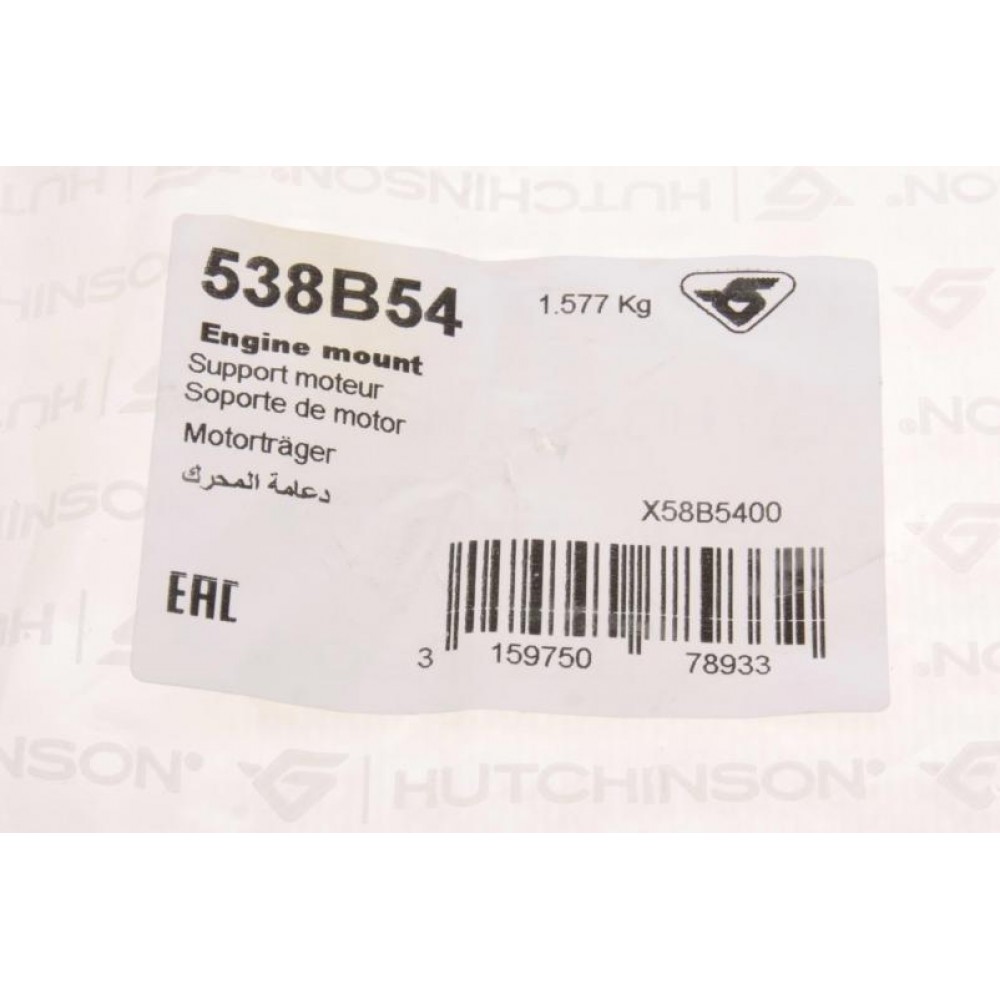 HUTCHINSON
538B54
1.577 Kg
Engine mount
Support moteur
Soporte de motor
Motorträger
دعامة المحرك
X58B5400
EAC
3 159750 78933
HUTCHINSON